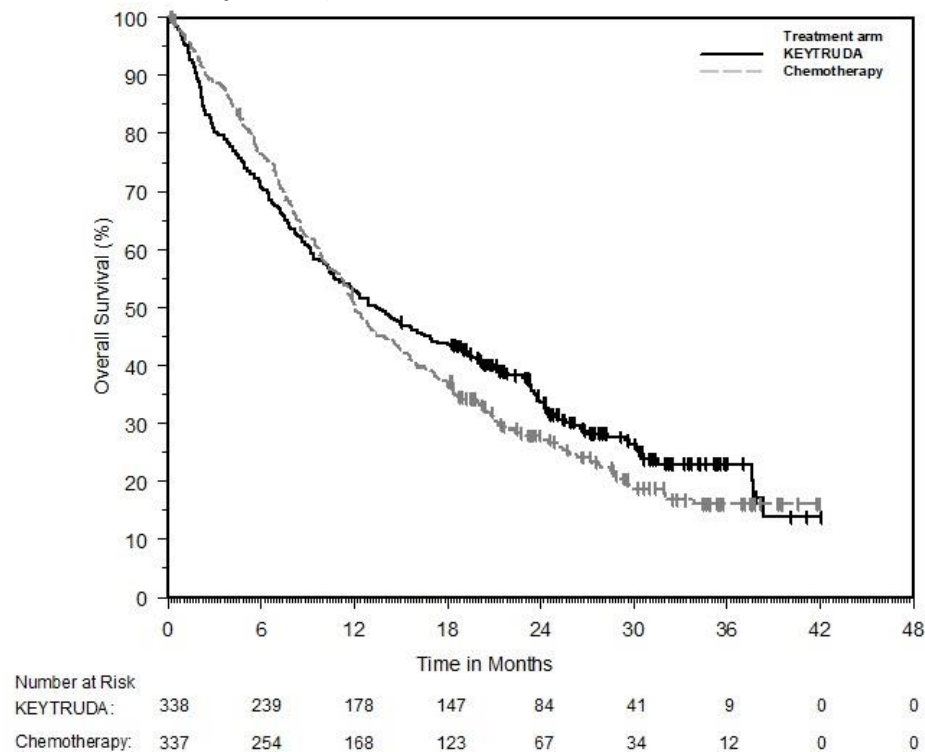 100
Treatment arm
KEYTRUDA
Chemotherapy
90
80
70
60
50
40
30
20
10
0
Overall Survival (%)
0 6 12 18 24 30 36 42 48
Time in Months
Number at Risk
KEYTRUDA: 338 239 178 147 84 41 9 0 0
Chemotherapy: 337 254 168 123 67 34 12 0 0